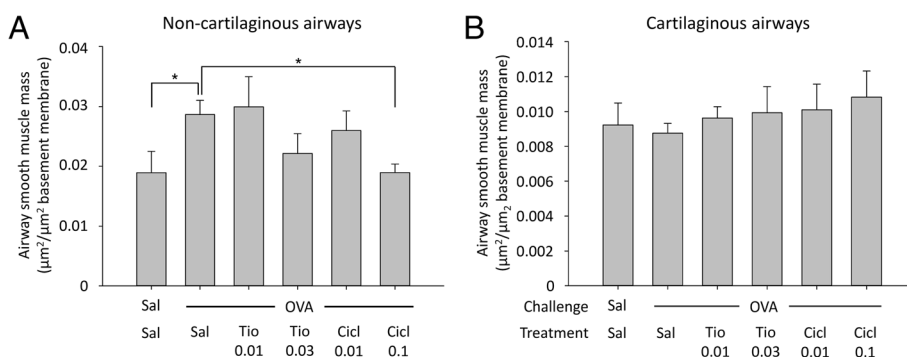 A
Non-cartilaginous airways
Airway smooth muscle mass
(µm²/µm² basement membrane)
0.04
0.03
0.02
0.01
0
*
*
Sal
OVA
Sal
Sal
Tio
0.01
Tio
0.03
Cicl
0.01
Cicl
0.1
B
Cartilaginous airways
Airway smooth muscle mass
(µm²/µm₂ basement membrane)
0.014
0.012
0.010
0.008
0.006
0.004
0.002
0
Challenge
Sal
OVA
Treatment
Sal
Sal
Tio
0.01
Tio
0.03
Cicl
0.01
Cicl
0.1